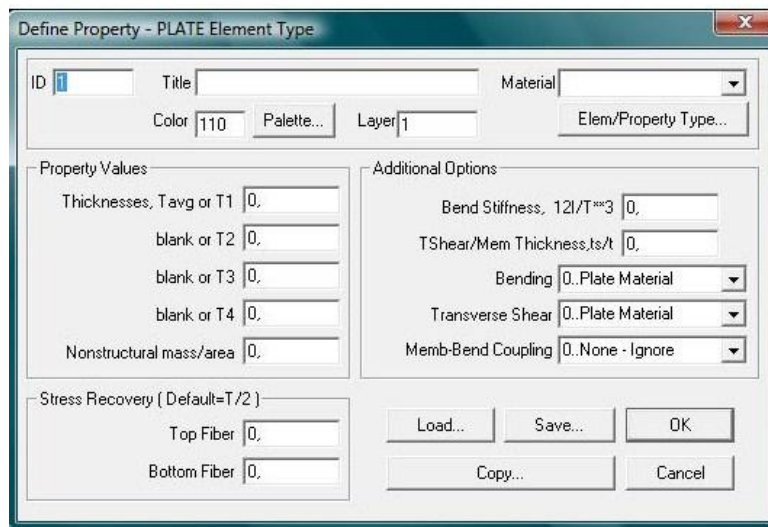 Define Property - PLATE Element Type
ID 1 Title Material
Color 110 Palette... Layer 1 Elem/Property Type...
Property Values
Thicknesses, Tavg or T1 0,
blank or T2 0,
blank or T3 0,
blank or T4 0,
Nonstructural mass/area 0,
Additional Options
Bend Stiffness, 12I/T**3 0,
TShear/Mem Thickness,ts/t 0,
Bending 0..Plate Material
Transverse Shear 0..Plate Material
Memb-Bend Coupling 0..None - Ignore
Stress Recovery ( Default=T/2 )
Top Fiber 0,
Bottom Fiber 0,
Load... Save... OK
Copy... Cancel